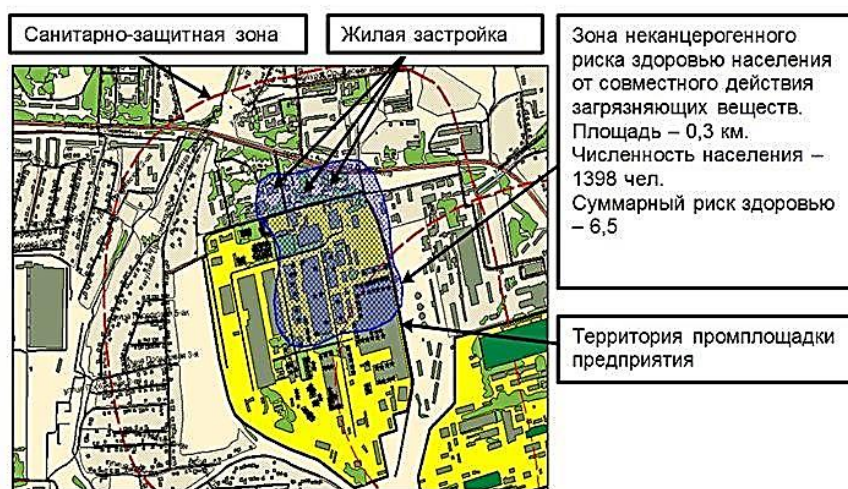 Санитарно-защитная зона
Жилая застройка
Зона неканцерогенного
риска здоровью населения
от совместного действия
загрязняющих веществ.
Площадь – 0,3 км.
Численность населения –
1398 чел.
Суммарный риск здоровью
– 6,5
Территория промплощадки
предприятия